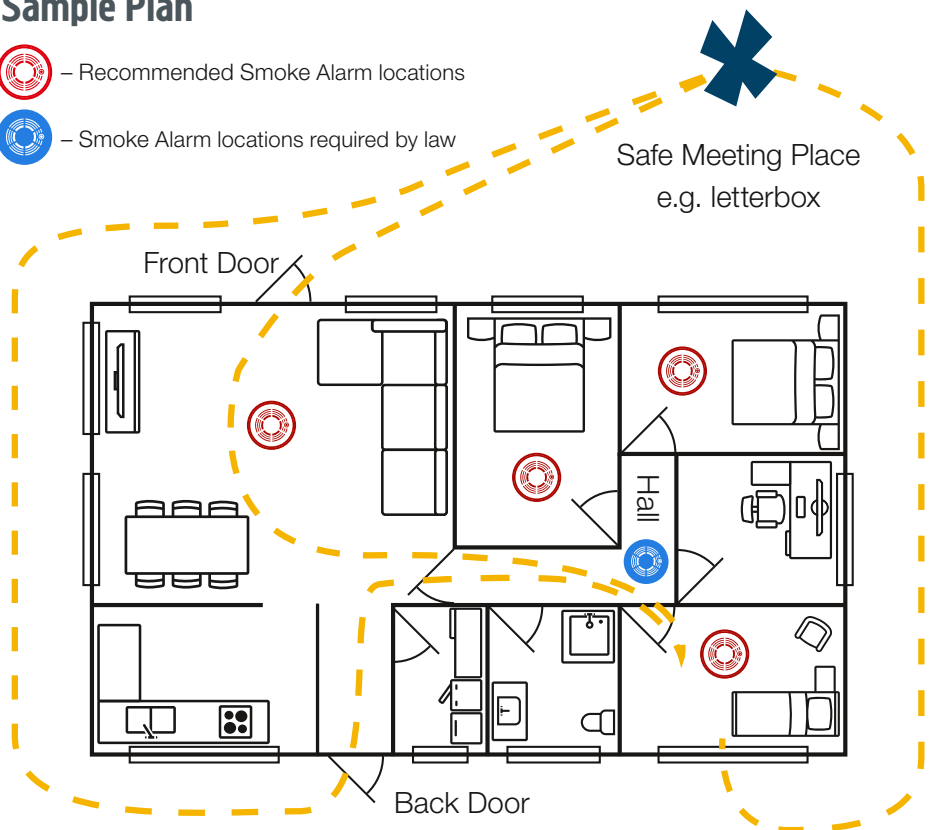 Sample Plan
– Recommended Smoke Alarm locations
– Smoke Alarm locations required by law
Safe Meeting Place
e.g. letterbox
Front Door
Hall
Back Door